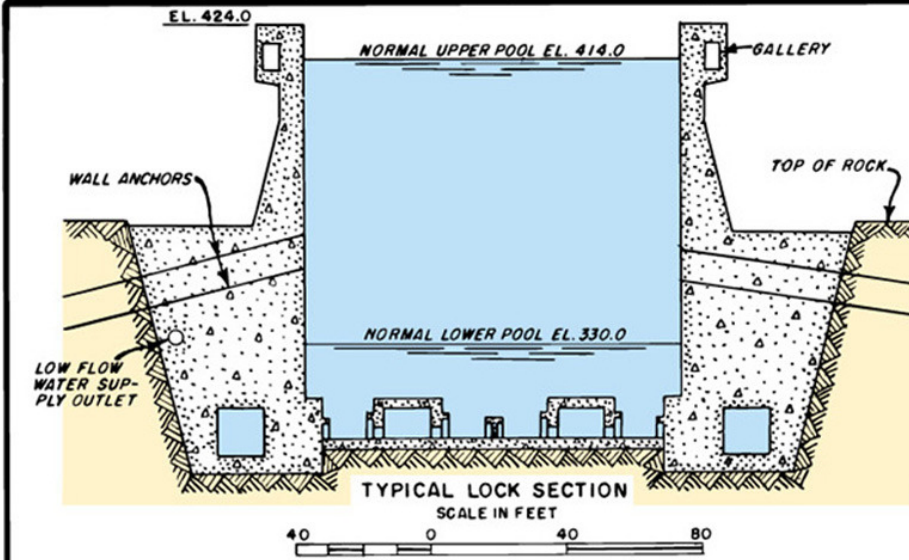 EL. 424.0
NORMAL UPPER POOL EL. 414.0
GALLERY
WALL ANCHORS
TOP OF ROCK
NORMAL LOWER POOL EL. 330.0
LOW FLOW
WATER SUP-
PLY OUTLET
TYPICAL LOCK SECTION
SCALE IN FEET
40 0 40 80